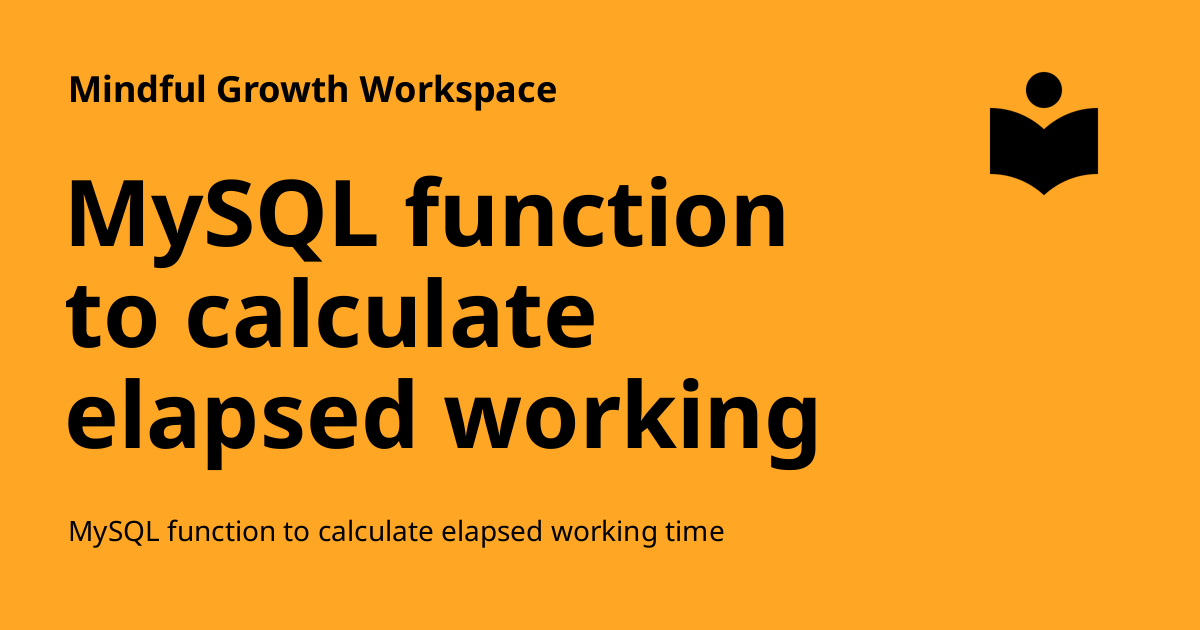 Mindful Growth Workspace
MySQL function
to calculate
elapsed working
MySQL function to calculate elapsed working time